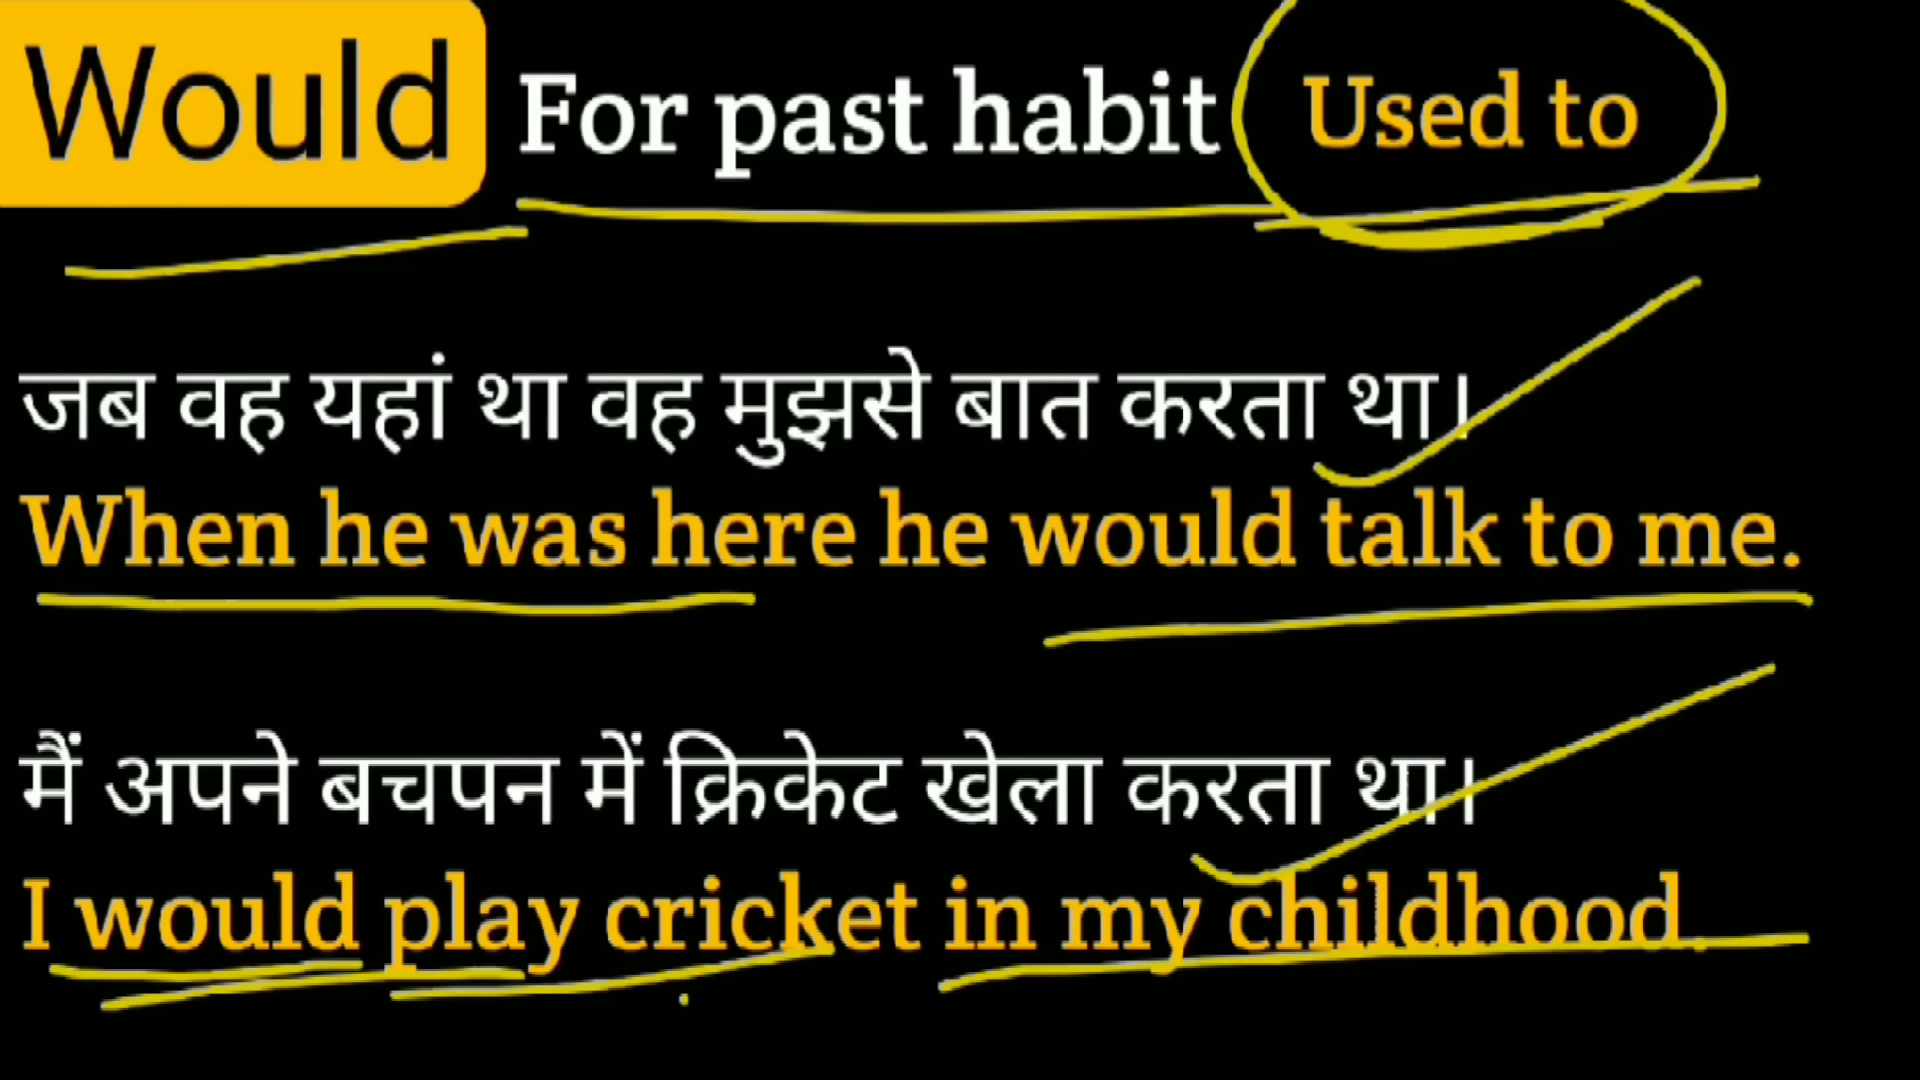 Would For past habit Used to
जब वह यहां था वह मुझसे बात करता था।
When he was here he would talk to me.
मैं अपने बचपन में क्रिकेट खेला करता था।
I would play cricket in my childhood.